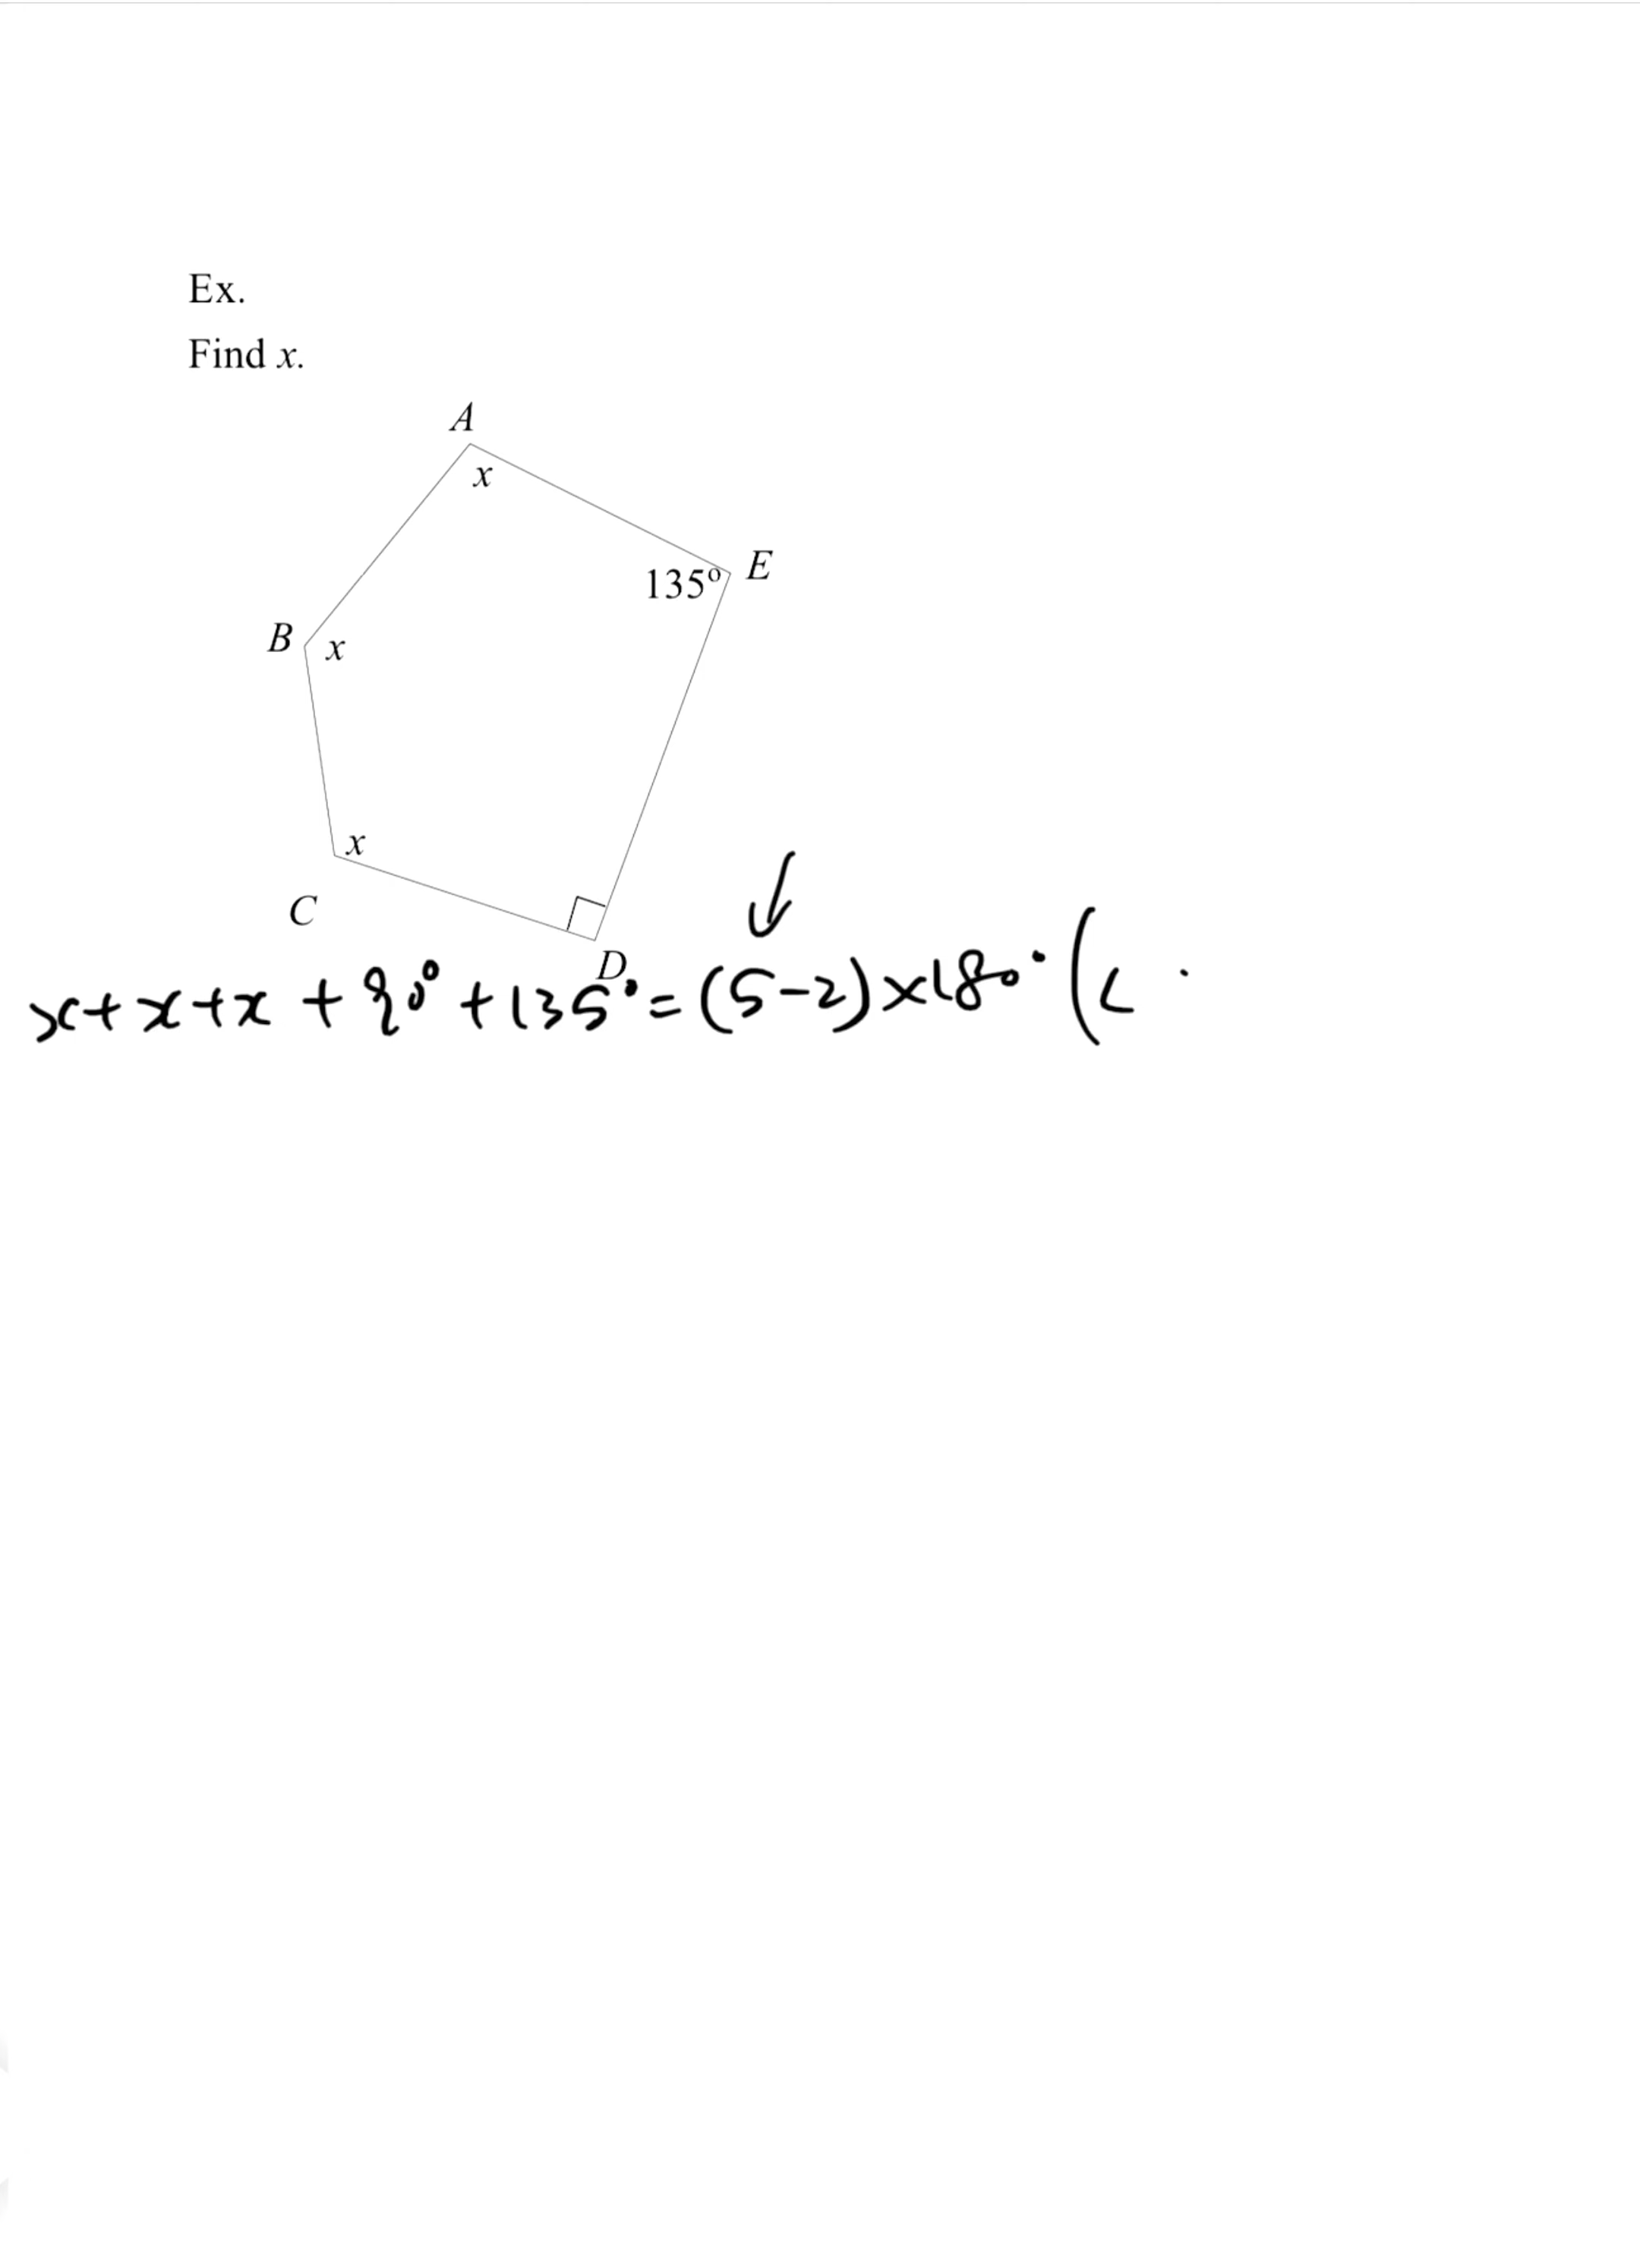 Ex.
Find x.
A
x
135° E
B x
x
C
D
x+x+x + 90° +135°= (5-2)×180° (∠